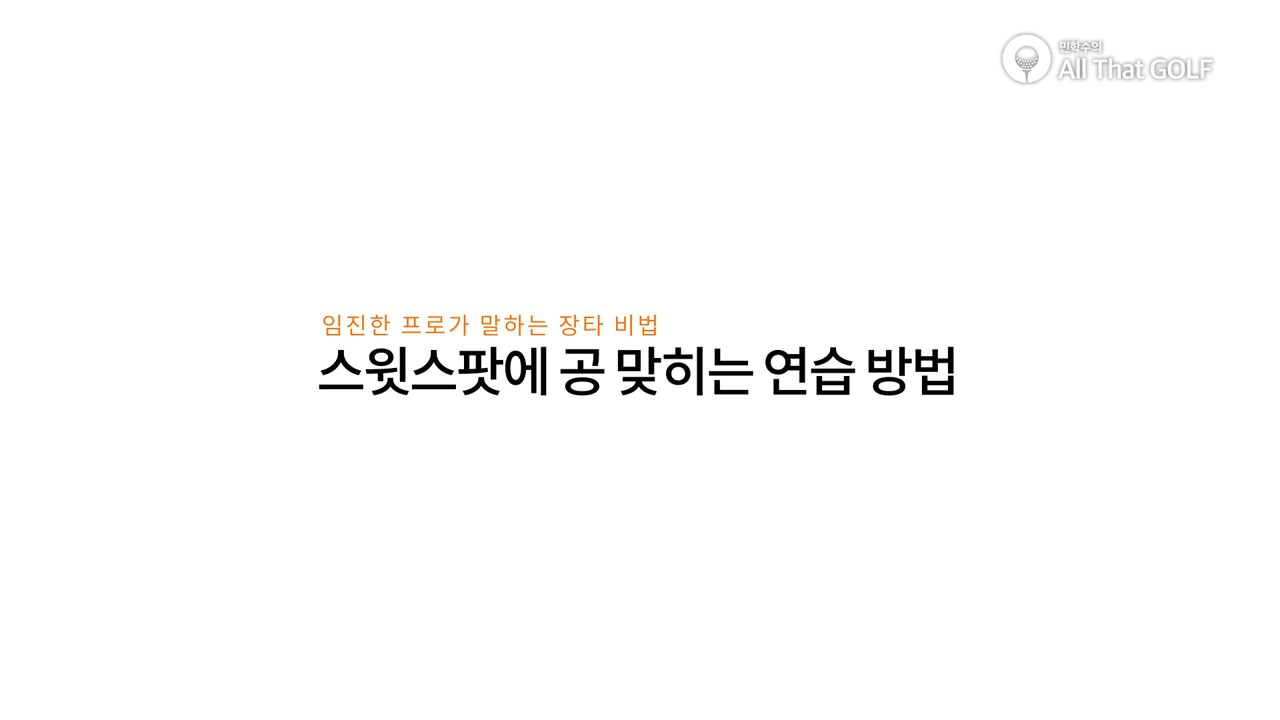 민학수의
All That GOLF
임진한 프로가 말하는 장타 비법
스윗스팟에 공 맞히는 연습 방법